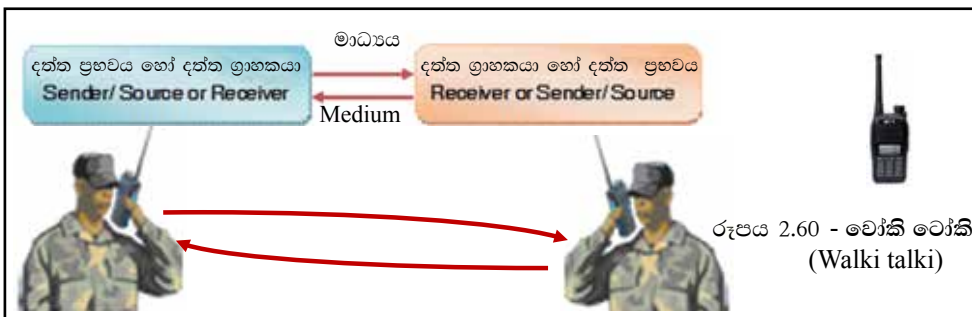 මාධ්‍යය
දත්ත ප්‍රභවය හෝ දත්ත ග්‍රාහකයා
Sender/ Source or Receiver
දත්ත ග්‍රාහකයා හෝ දත්ත ප්‍රභවය
Receiver or Sender/ Source
Medium
රූපය 2.60 - වෝකි ටෝකි
(Walki talki)